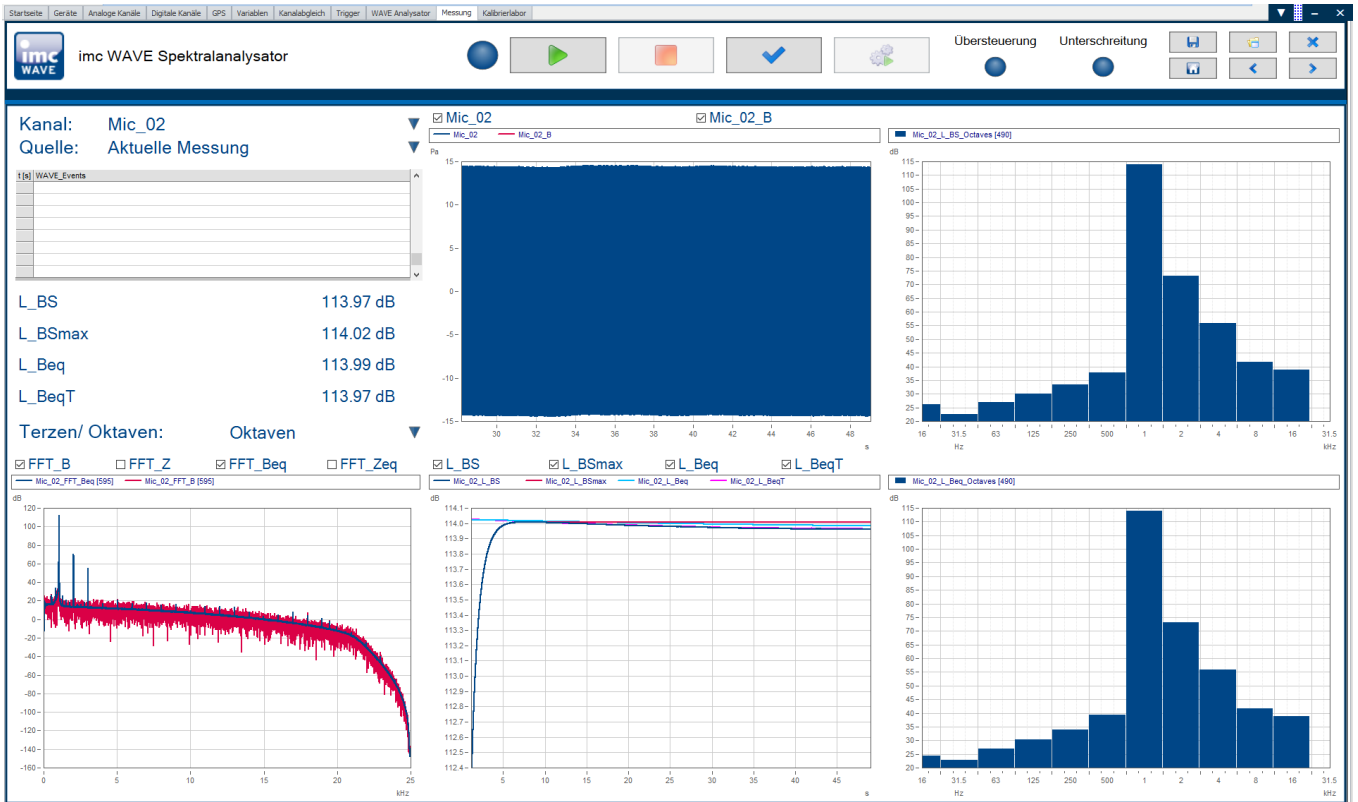 Startseite Geräte Analoge Kanäle Digitale Kanäle GPS Variablen Kanalabgleich Trigger WAVE Analysator Messung Kalibrierlabor
imc WAVE
imc WAVE Spektralanalysator
Übersteuerung Unterschreitung
Kanal: Mic_02
Quelle: Aktuelle Messung
t [s] WAVE_Events
L_BS 113.97 dB
L_BSmax 114.02 dB
L_Beq 113.99 dB
L_BeqT 113.97 dB
Terzen/ Oktaven: Oktaven
Mic_02 Mic_02_B
Mic_02 Mic_02_B
Pa
15
10
5
0
-5
-10
-15
30 32 34 36 38 40 42 44 46 48
s
Mic_02_L_BS_Octaves [490]
dB
115
110
105
100
95
90
85
80
75
70
65
60
55
50
45
40
35
30
25
20
16 31.5 63 125 250 500 1 2 4 8 16 31.5
Hz kHz
FFT_B FFT_Z FFT_Beq FFT_Zeq
Mic_02_FFT_Beq [595] Mic_02_FFT_B [595]
dB
120
100
80
60
40
20
0
-20
-40
-60
-80
-100
-120
-140
-160
0 5 10 15 20 25
kHz
L_BS L_BSmax L_Beq L_BeqT
Mic_02_L_BS Mic_02_L_BSmax Mic_02_L_Beq Mic_02_L_BeqT
dB
114.1
114.0
113.9
113.8
113.7
113.6
113.5
113.4
113.3
113.2
113.1
113.0
112.9
112.8
112.7
112.6
112.5
112.4
5 10 15 20 25 30 35 40 45
s
Mic_02_L_Beq_Octaves [490]
dB
115
110
105
100
95
90
85
80
75
70
65
60
55
50
45
40
35
30
25
20
16 31.5 63 125 250 500 1 2 4 8 16 31.5
Hz kHz